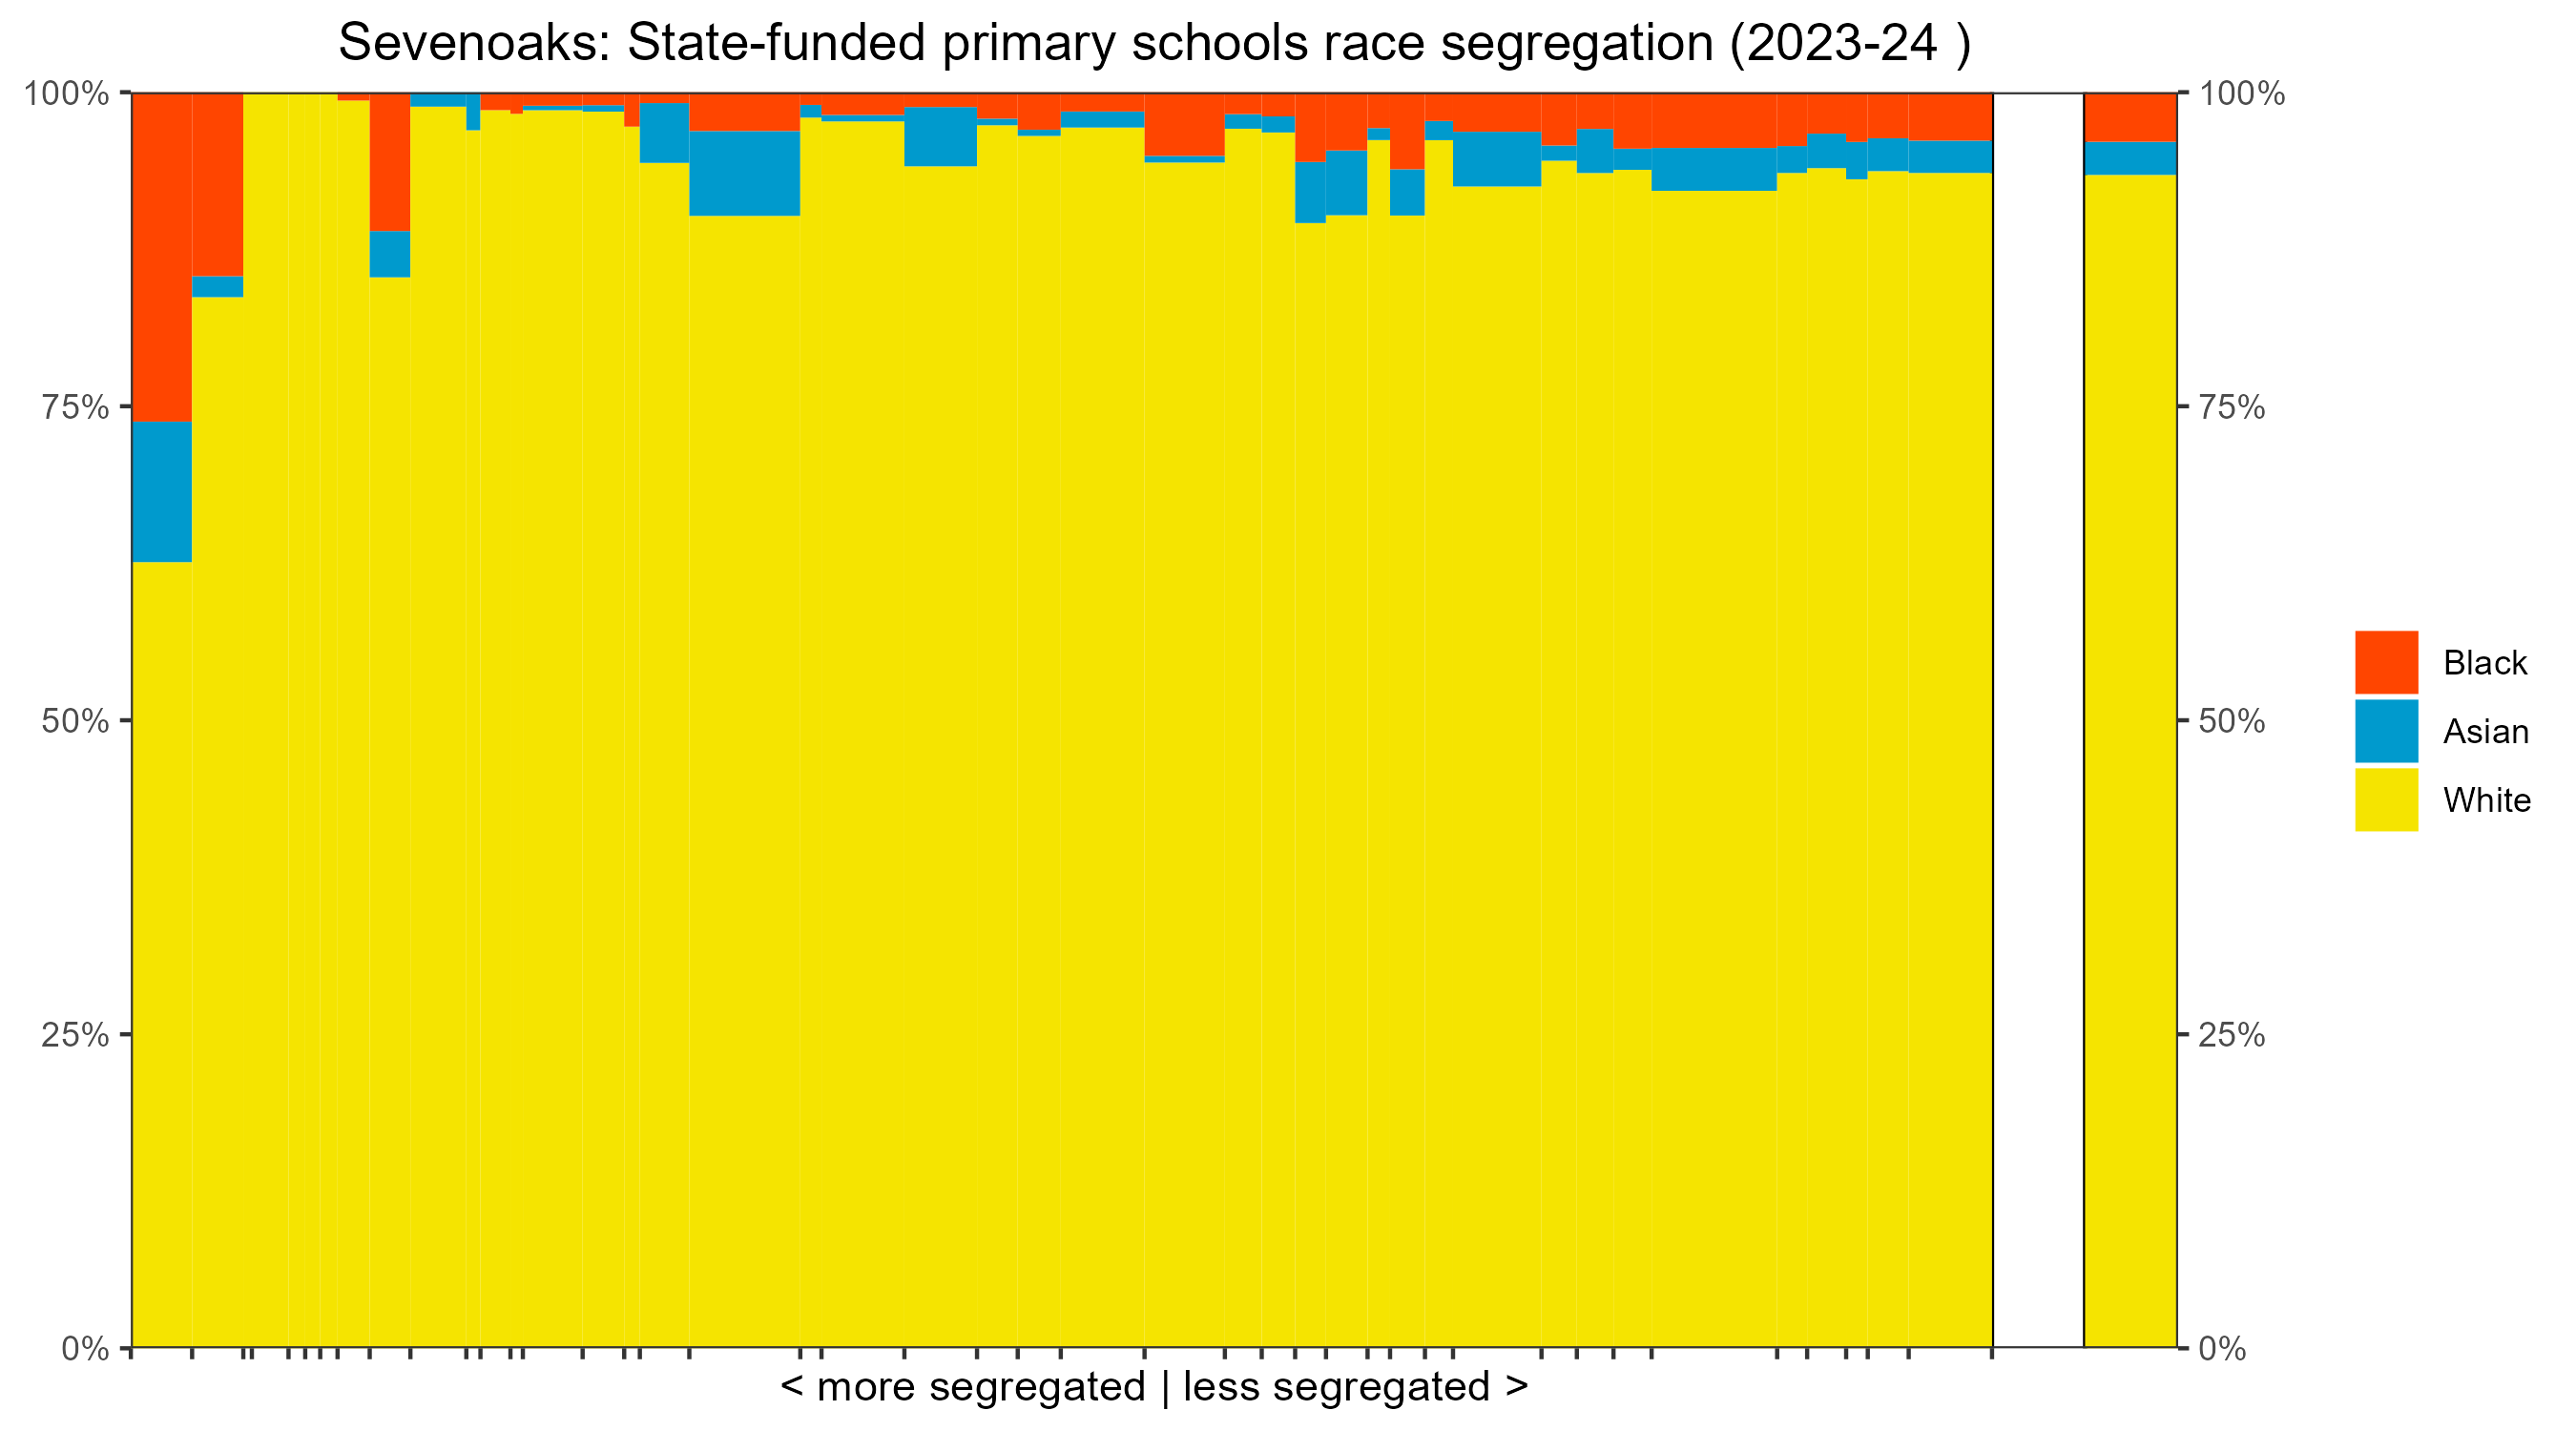 Sevenoaks: State-funded primary schools race segregation (2023-24 )
100%
75%
50%
25%
0%
100%
75%
50%
25%
0%
Black
Asian
White
< more segregated | less segregated >